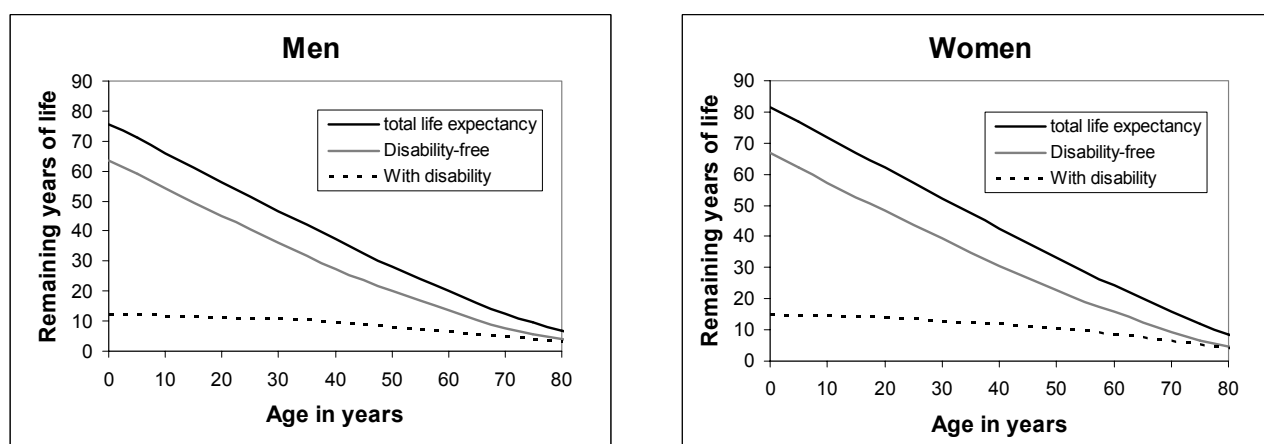 Men
Remaining years of life
90
80
70
60
50
40
30
20
10
0
total life expectancy
Disability-free
With disability
0 10 20 30 40 50 60 70 80
Age in years
Women
Remaining years of life
90
80
70
60
50
40
30
20
10
0
total life expectancy
Disability-free
With disability
0 10 20 30 40 50 60 70 80
Age in years